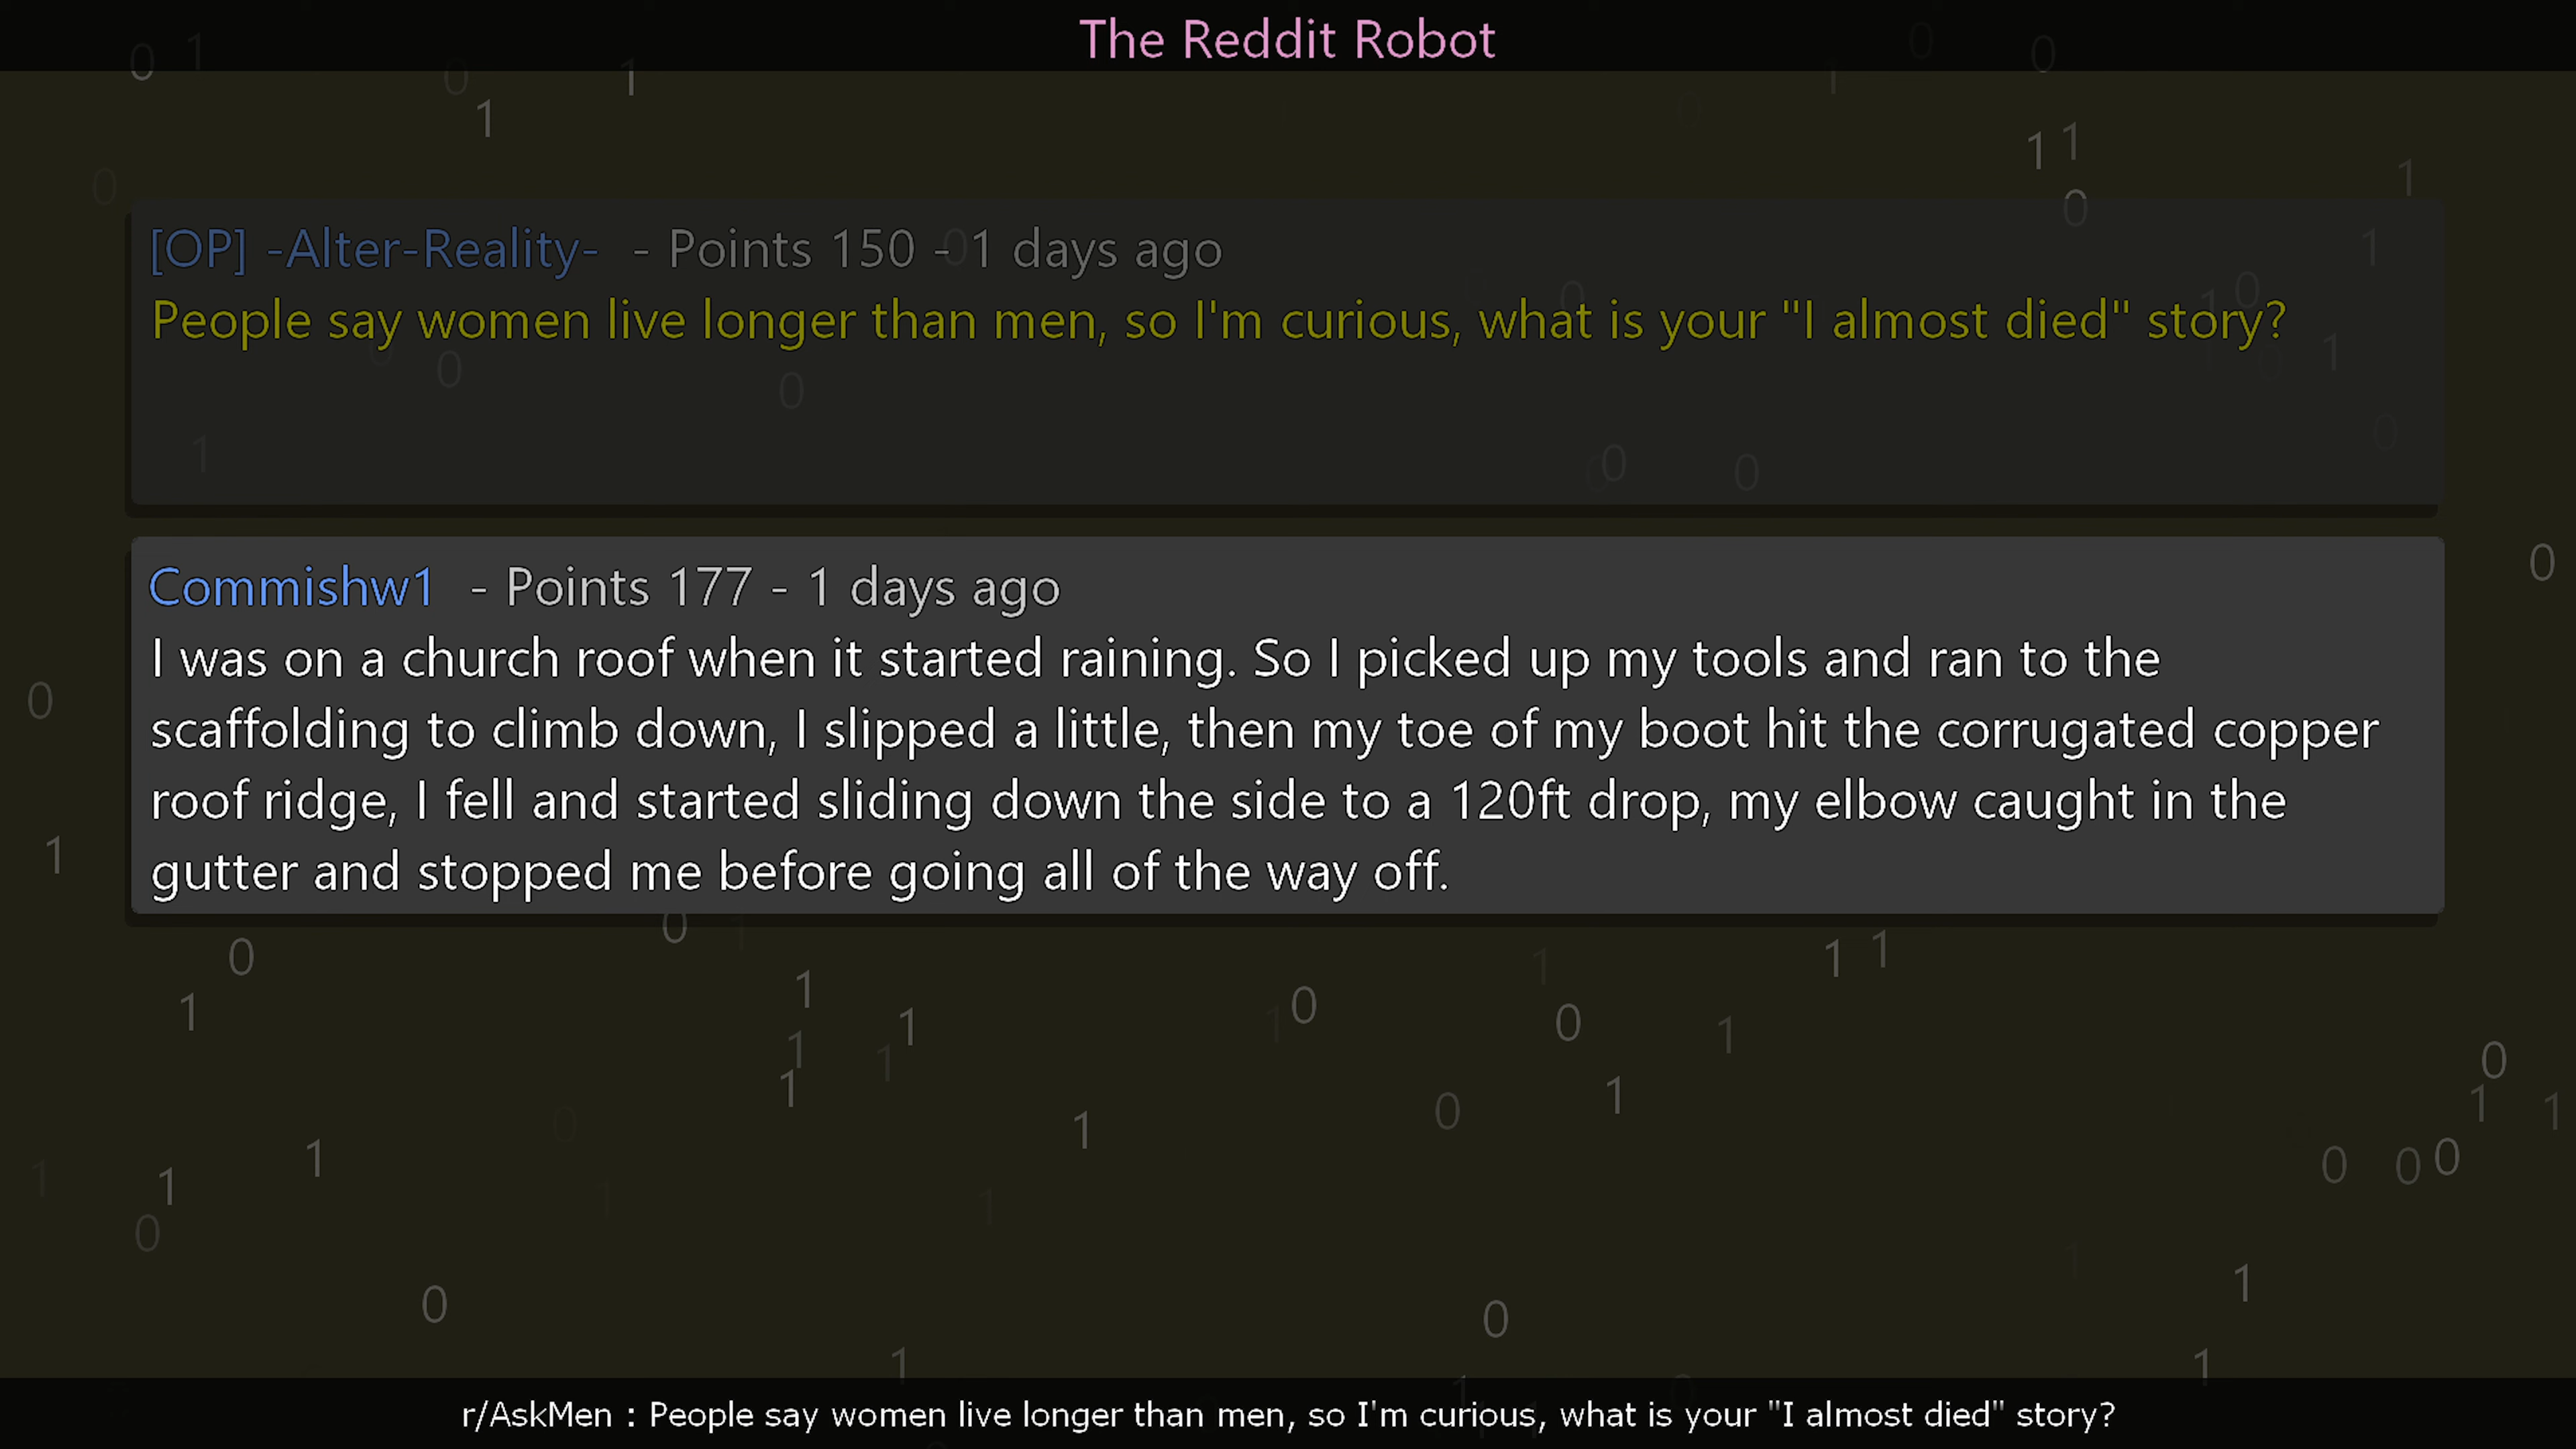 The Reddit Robot
[OP] -Alter-Reality- - Points 150 - 1 days ago
People say women live longer than men, so I'm curious, what is your "I almost died" story?
Commishw1 - Points 177 - 1 days ago
I was on a church roof when it started raining. So I picked up my tools and ran to the
scaffolding to climb down, I slipped a little, then my toe of my boot hit the corrugated copper
roof ridge, I fell and started sliding down the side to a 120ft drop, my elbow caught in the
gutter and stopped me before going all of the way off.
r/AskMen : People say women live longer than men, so I'm curious, what is your "I almost died" story?